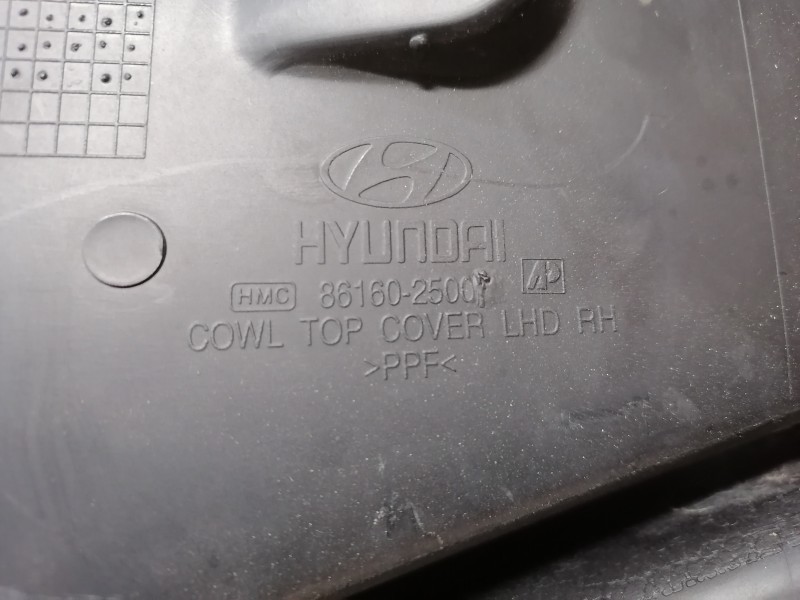 HYUNDAI
HMC 86160-2500
COWL TOP COVER LHD RH
>PPF<